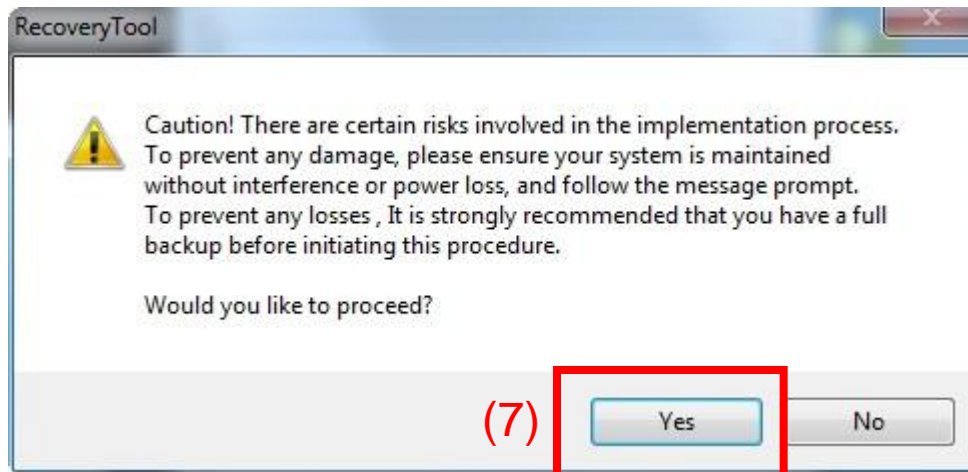 RecoveryTool
Caution! There are certain risks involved in the implementation process.
To prevent any damage, please ensure your system is maintained
without interference or power loss, and follow the message prompt.
To prevent any losses , It is strongly recommended that you have a full
backup before initiating this procedure.
Would you like to proceed?
(7) Yes No